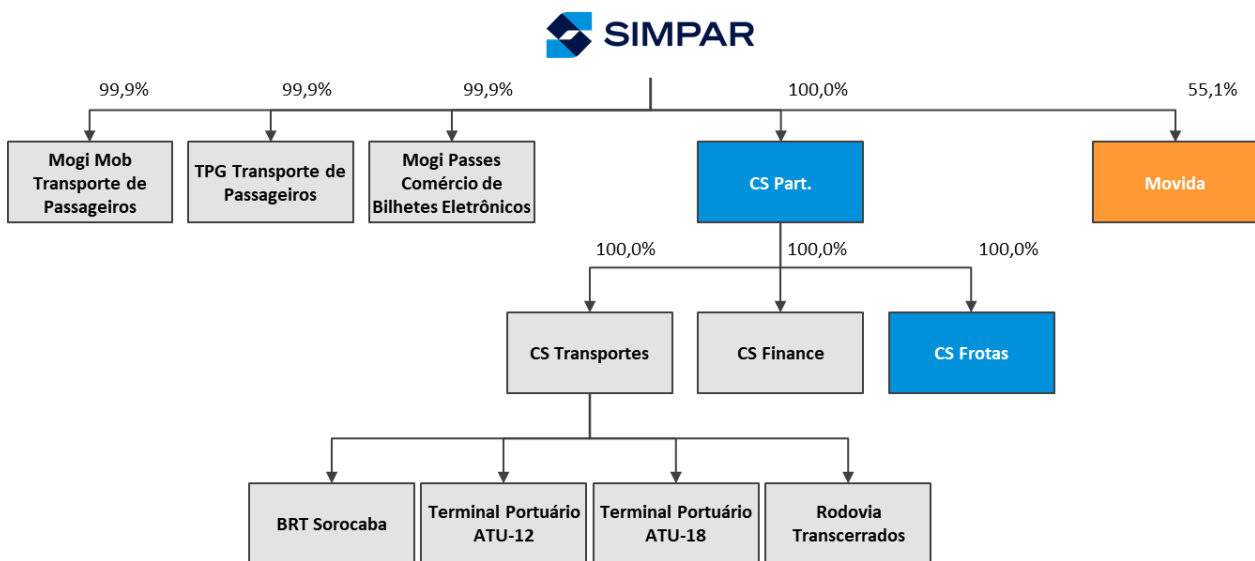 SIMPAR
99,9%
99,9%
99,9%
100,0%
55,1%
Mogi Mob
Transporte de
Passageiros
TPG Transporte de
Passageiros
Mogi Passes
Comércio de
Bilhetes Eletrônicos
CS Part.
Movida
100,0%
100,0%
100,0%
CS Transportes
CS Finance
CS Frotas
BRT Sorocaba
Terminal Portuário
ATU-12
Terminal Portuário
ATU-18
Rodovia
Transcerrados